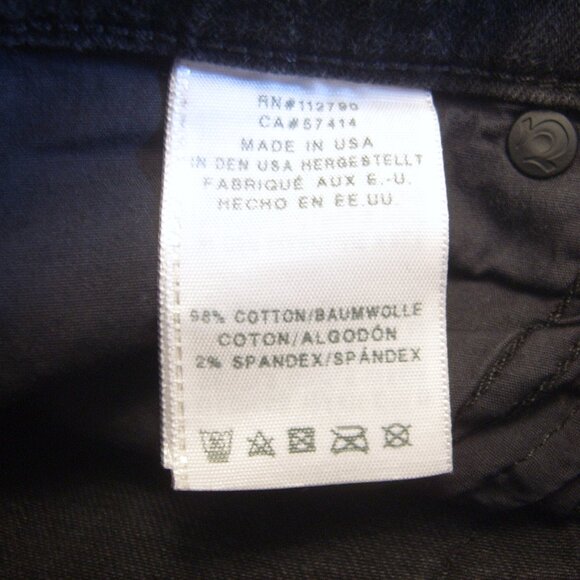 RN#112790
CA#57414
MADE IN USA
IN DEN USA HERGESTELLT
FABRIQUÉ AUX E.-U.
HECHO EN EE.UU.
98% COTTON/BAUMWOLLE
COTON/ALGODÓN
2% SPANDEX/SPÁNDEX